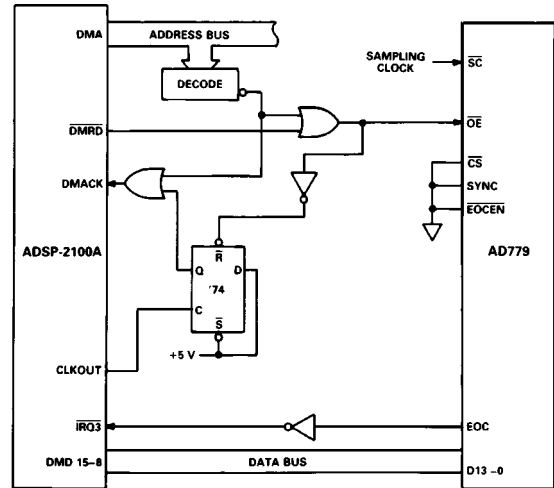 DMA
ADDRESS BUS
SAMPLING
CLOCK
SC
DECODE
DMRD
OE
CS
DMACK
SYNC
EOCEN
R
ADSP-2100A
Q
D
AD779
'74
C
S
+5 V
CLKOUT
IRQ3
EOC
DMD 15–8
DATA BUS
D13 -0